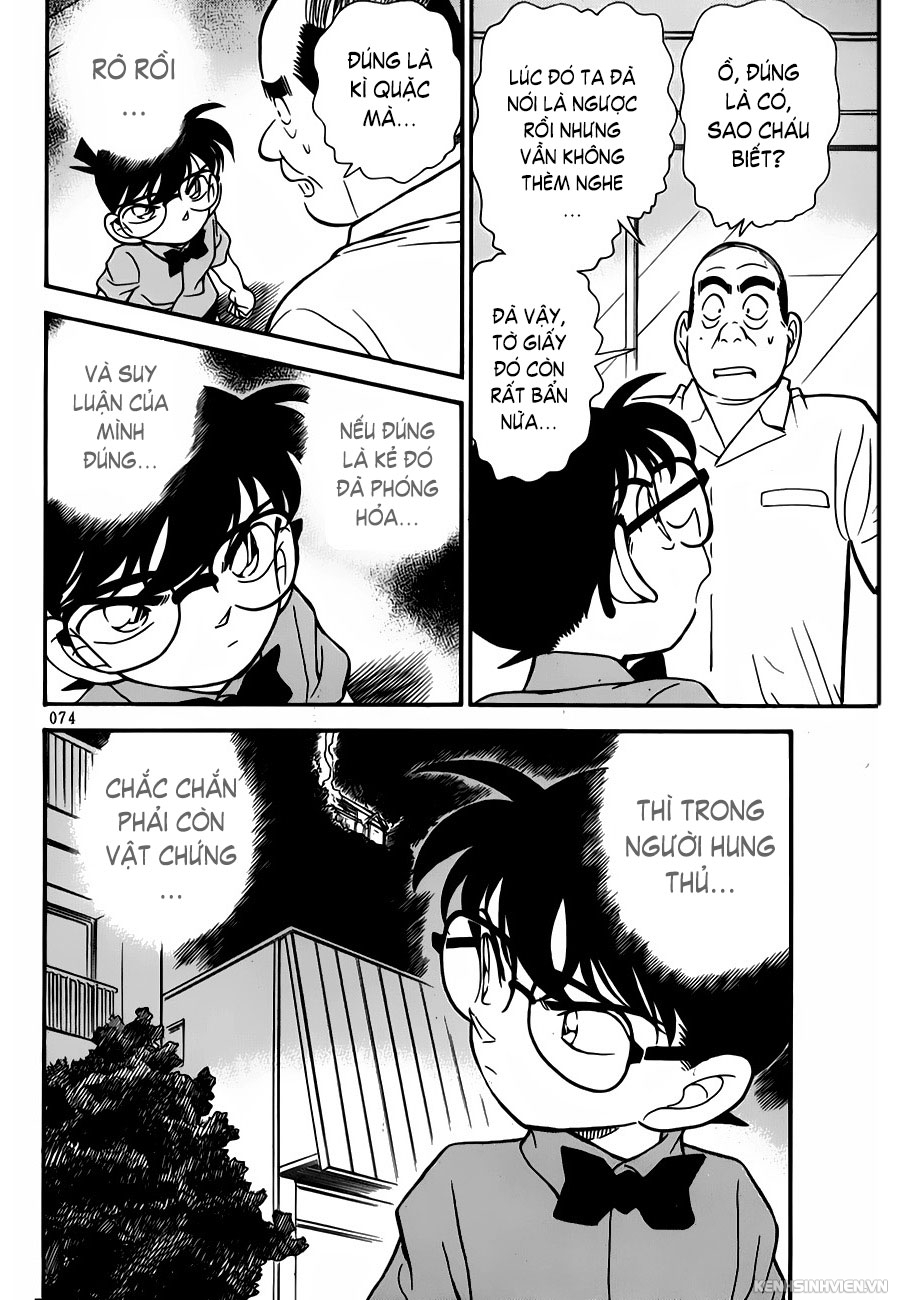 Ồ, ĐÚNG
LÀ CÓ,
SAO CHÁU
BIẾT?
LÚC ĐÓ TA ĐÃ
NÓI LÀ NGƯỢC
RỒI NHƯNG
VẪN KHÔNG
THÈM NGHE
...
ĐÃ VẬY,
TỜ GIẤY
ĐÓ CÒN
RẤT BẨN
NỮA...
ĐÚNG LÀ
KÌ QUẶC
MÀ...
RÕ RỒI
...
NẾU ĐÚNG
LÀ KẺ ĐÓ
ĐÃ PHÓNG
HỎA...
VÀ SUY
LUẬN CỦA
MÌNH
ĐÚNG...
074
THÌ TRONG
NGƯỜI HUNG
THỦ...
CHẮC CHẮN
PHẢI CÒN
VẬT CHỨNG
...
KENHSINHVIEN.VN